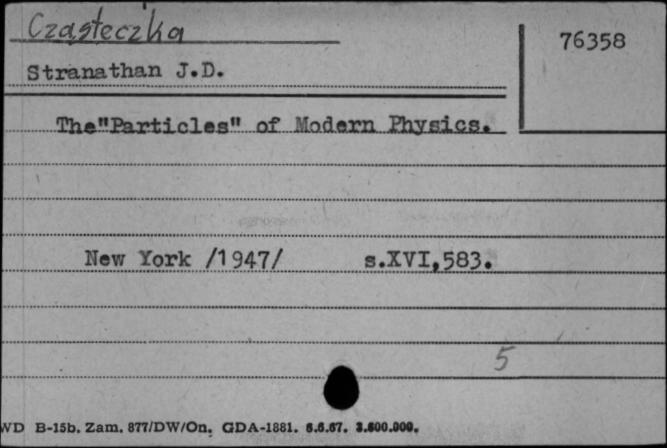 Cząsteczka
76358
Stranathan J.D.
The"Particles" of Modern Physics.
New York /1947/ s.XVI,583.
5
WD B-15b. Zam. 877/DW/On. GDA-1881. 6.6.67. 3.600.000.